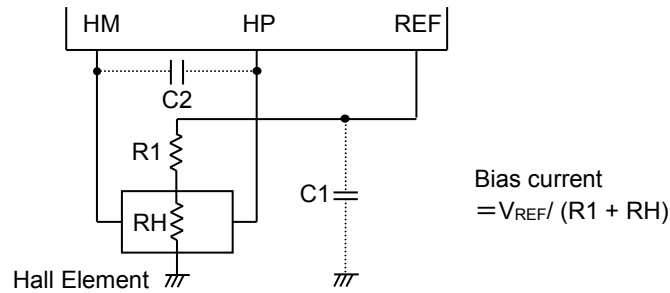 HM HP REF
C2
R1
C1
RH
Hall Element
Bias current
＝VREF/ (R1 + RH)